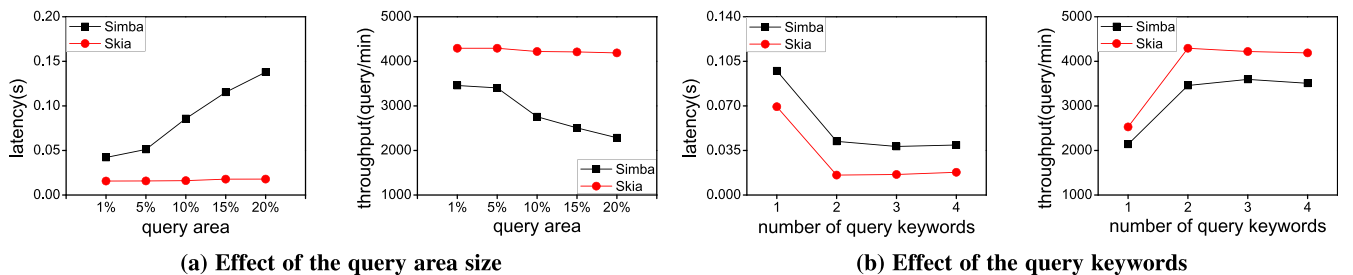 0.20
0.15
0.10
0.05
0.00
latency(s)
Simba
Skia
1% 5% 10% 15% 20%
query area
5000
4000
3000
2000
1000
throughput(query/min)
Simba
Skia
1% 5% 10% 15% 20%
query area
(a) Effect of the query area size
0.140
0.105
0.070
0.035
0.000
latency(s)
Simba
Skia
1 2 3 4
number of query keywords
5000
4000
3000
2000
1000
throughput(query/min)
Simba
Skia
1 2 3 4
number of query keywords
(b) Effect of the query keywords